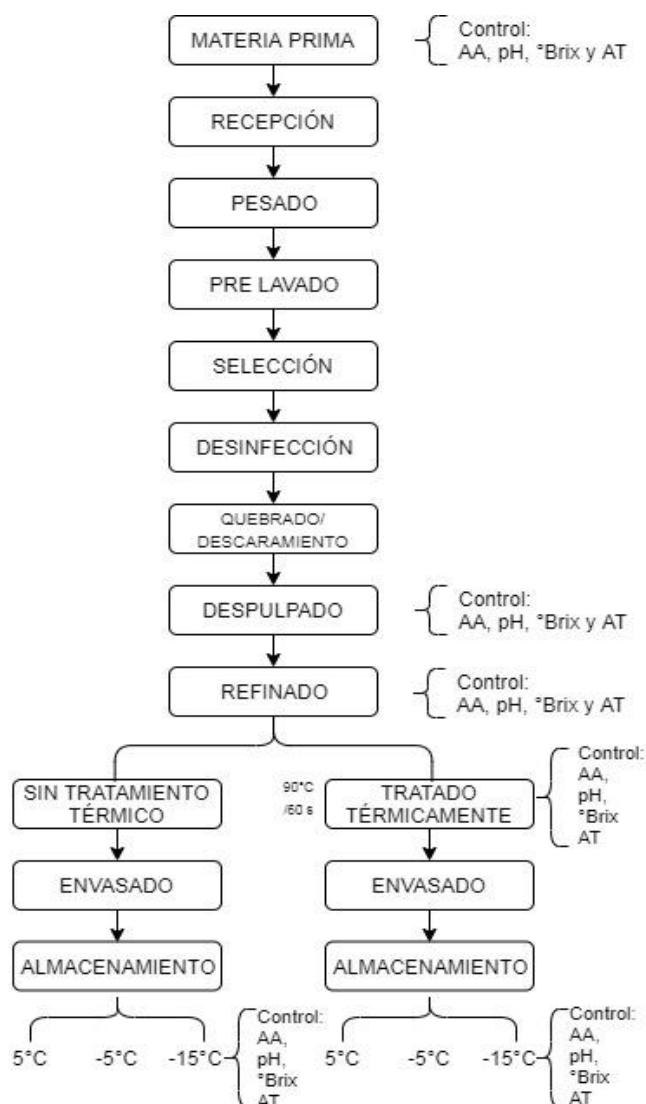 MATERIA PRIMA
Control:
AA, pH, °Brix y AT
RECEPCIÓN
PESADO
PRE LAVADO
SELECCIÓN
DESINFECCIÓN
QUEBRADO/
DESCARAMIENTO
DESPULPADO
Control:
AA, pH, °Brix y AT
REFINADO
Control:
AA, pH, °Brix y AT
SIN TRATAMIENTO
TÉRMICO
90°C
/60 s
TRATADO
TÉRMICAMENTE
Control:
AA,
pH,
°Brix
AT
ENVASADO
ENVASADO
ALMACENAMIENTO
ALMACENAMIENTO
5°C
-5°C
-15°C
Control:
AA,
pH,
°Brix
AT
5°C
-5°C
-15°C
Control:
AA,
pH,
°Brix
AT